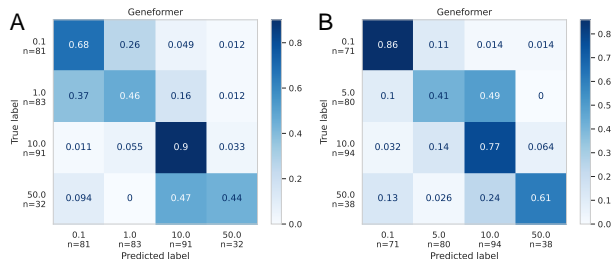 A
Geneformer
True label
0.1
n=81
0.68 0.26 0.049 0.012
1.0
n=83
0.37 0.46 0.16 0.012
10.0
n=91
0.011 0.055 0.9 0.033
50.0
n=32
0.094 0 0.47 0.44
0.1 1.0 10.0 50.0
n=81 n=83 n=91 n=32
Predicted label
0.8
0.6
0.4
0.2
0.0
B
Geneformer
True label
0.1
n=71
0.86 0.11 0.014 0.014
5.0
n=80
0.1 0.41 0.49 0
10.0
n=94
0.032 0.14 0.77 0.064
50.0
n=38
0.13 0.026 0.24 0.61
0.1 5.0 10.0 50.0
n=71 n=80 n=94 n=38
Predicted label
0.8
0.7
0.6
0.5
0.4
0.3
0.2
0.1
0.0